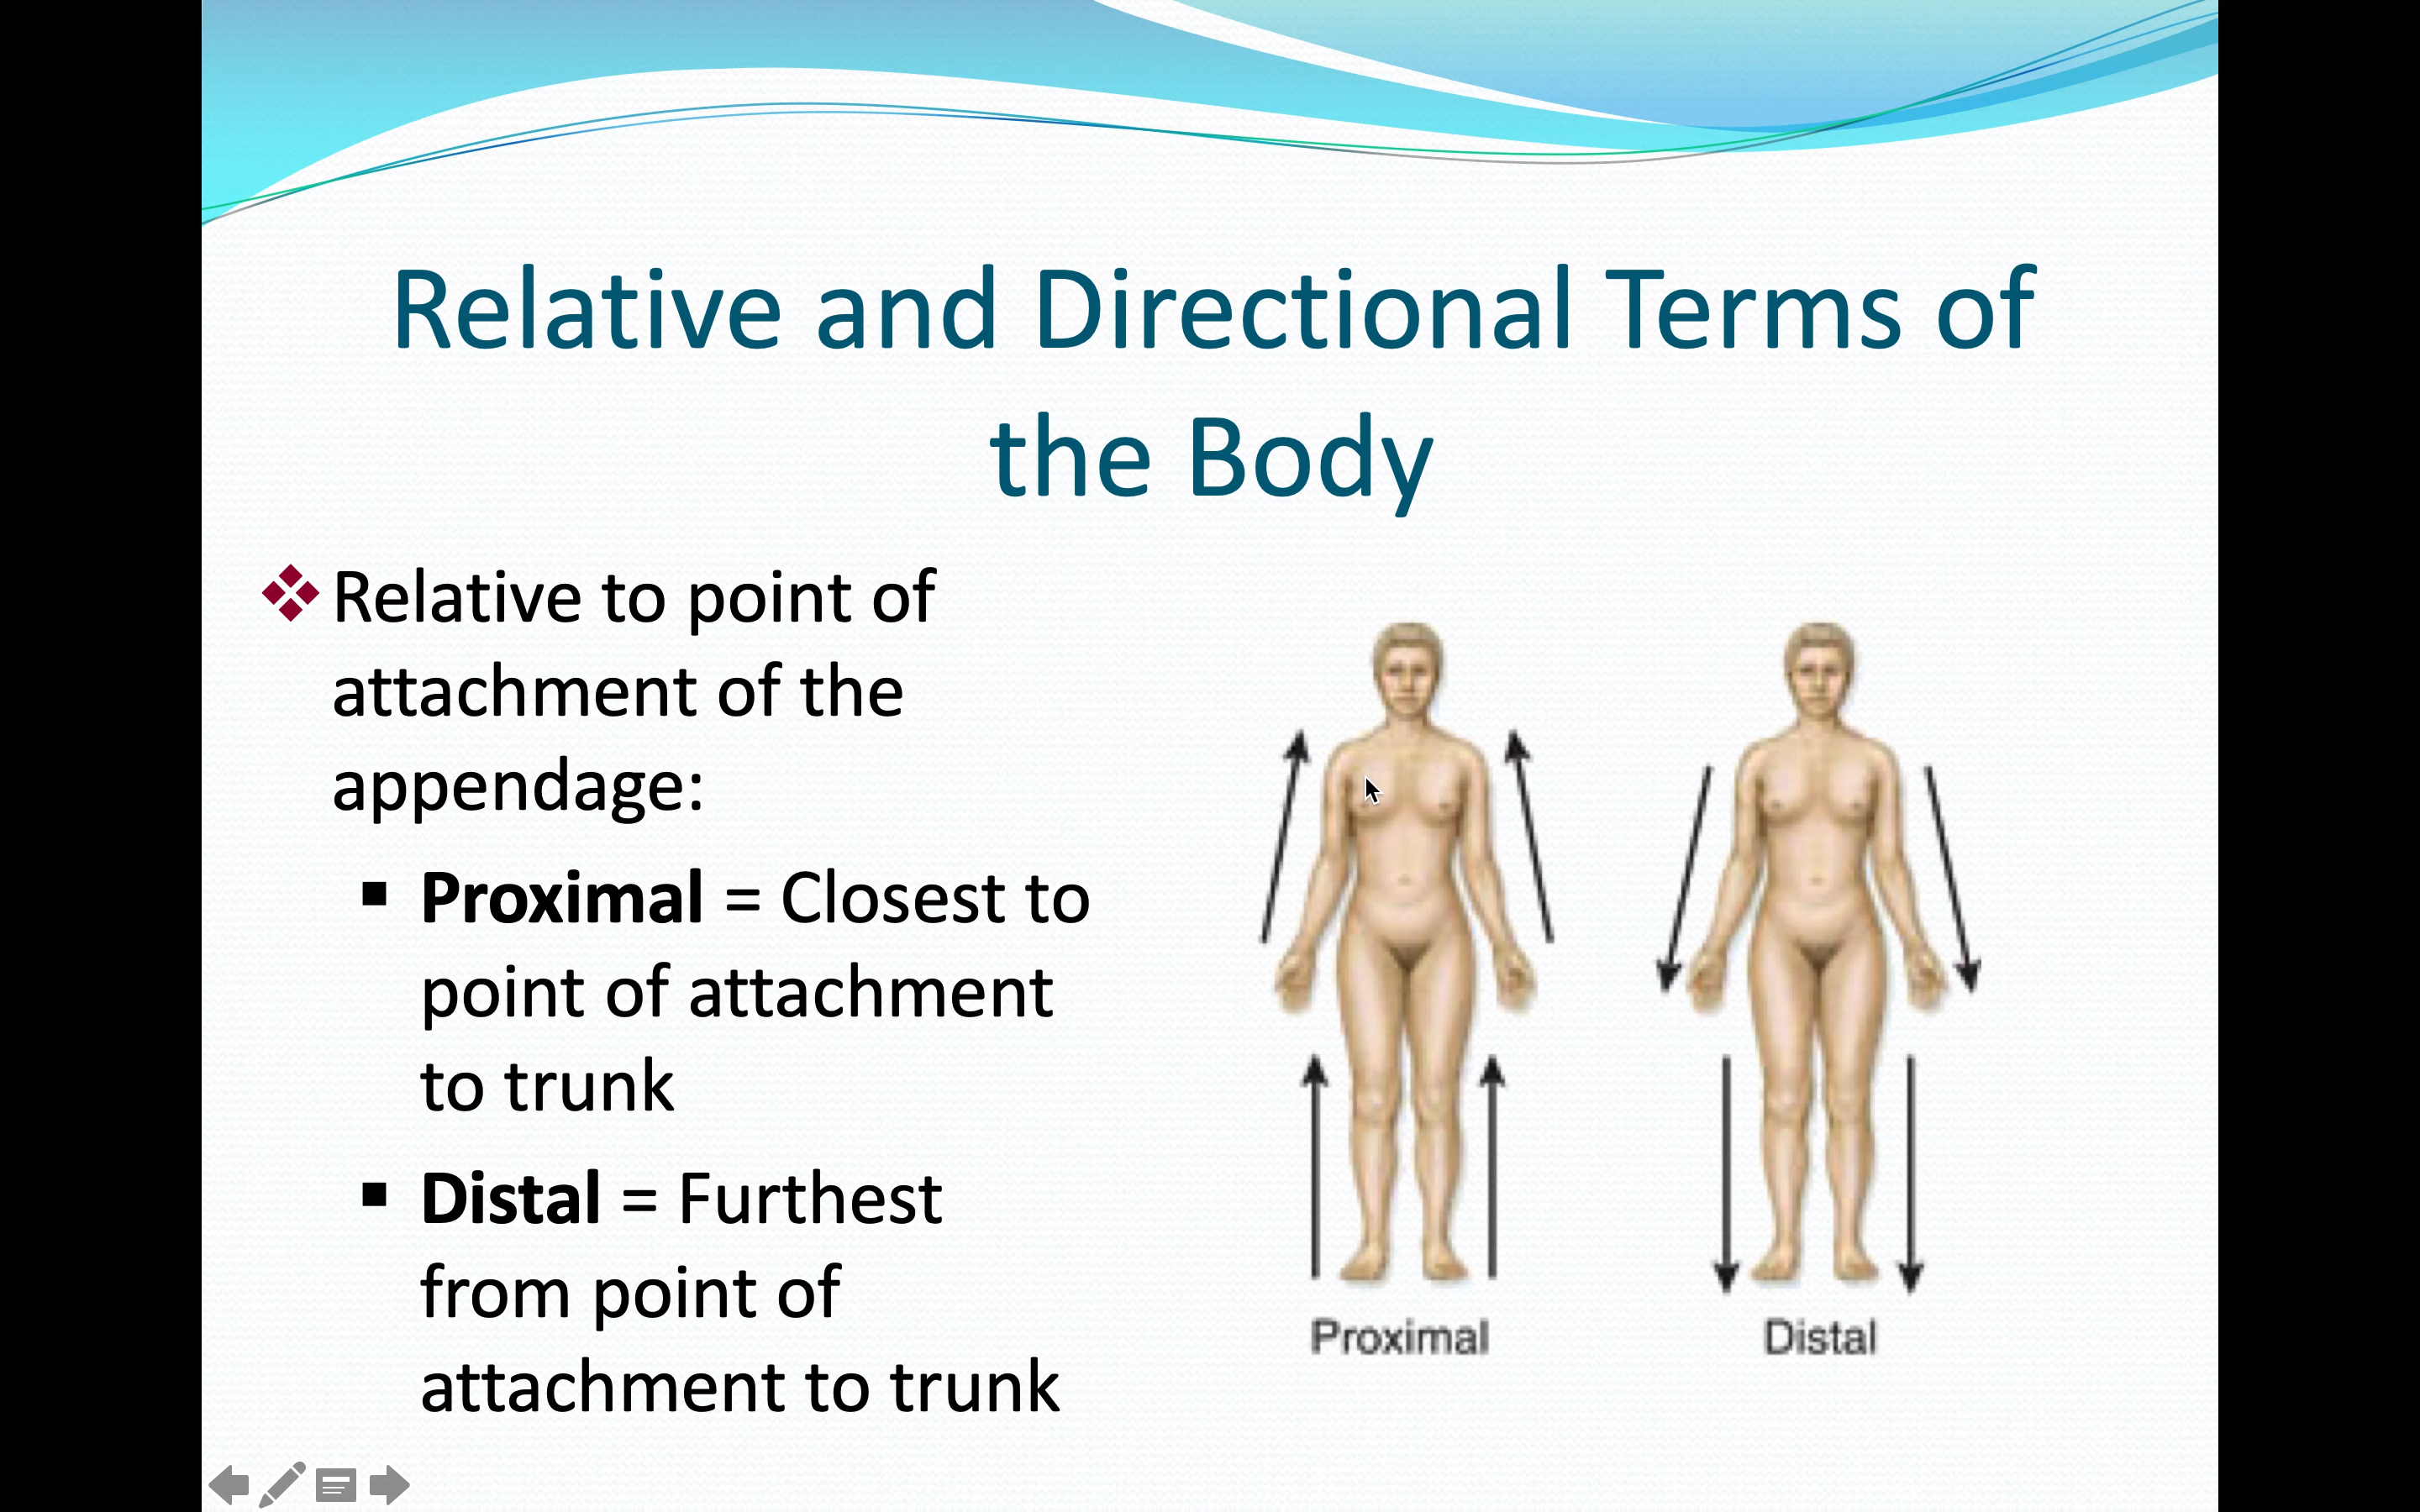 Relative and Directional Terms of
the Body
Relative to point of
attachment of the
appendage:
Proximal = Closest to
point of attachment
to trunk
Distal = Furthest
from point of
attachment to trunk
Proximal
Distal